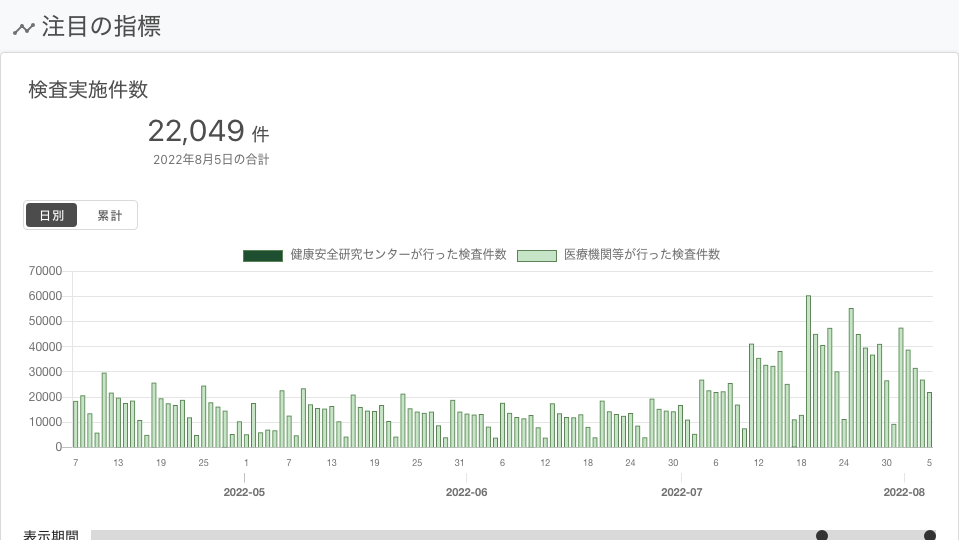 注目の指標
検査実施件数
22,049 件
2022年8月5日の合計
日別 累計
健康安全研究センターが行った検査件数 医療機関等が行った検査件数
70000
60000
50000
40000
30000
20000
10000
0
7 13 19 25 1 7 13 19 25 31 6 12 18 24 30 6 12 18 24 30 5
2022-05 2022-06 2022-07 2022-08
表示期間